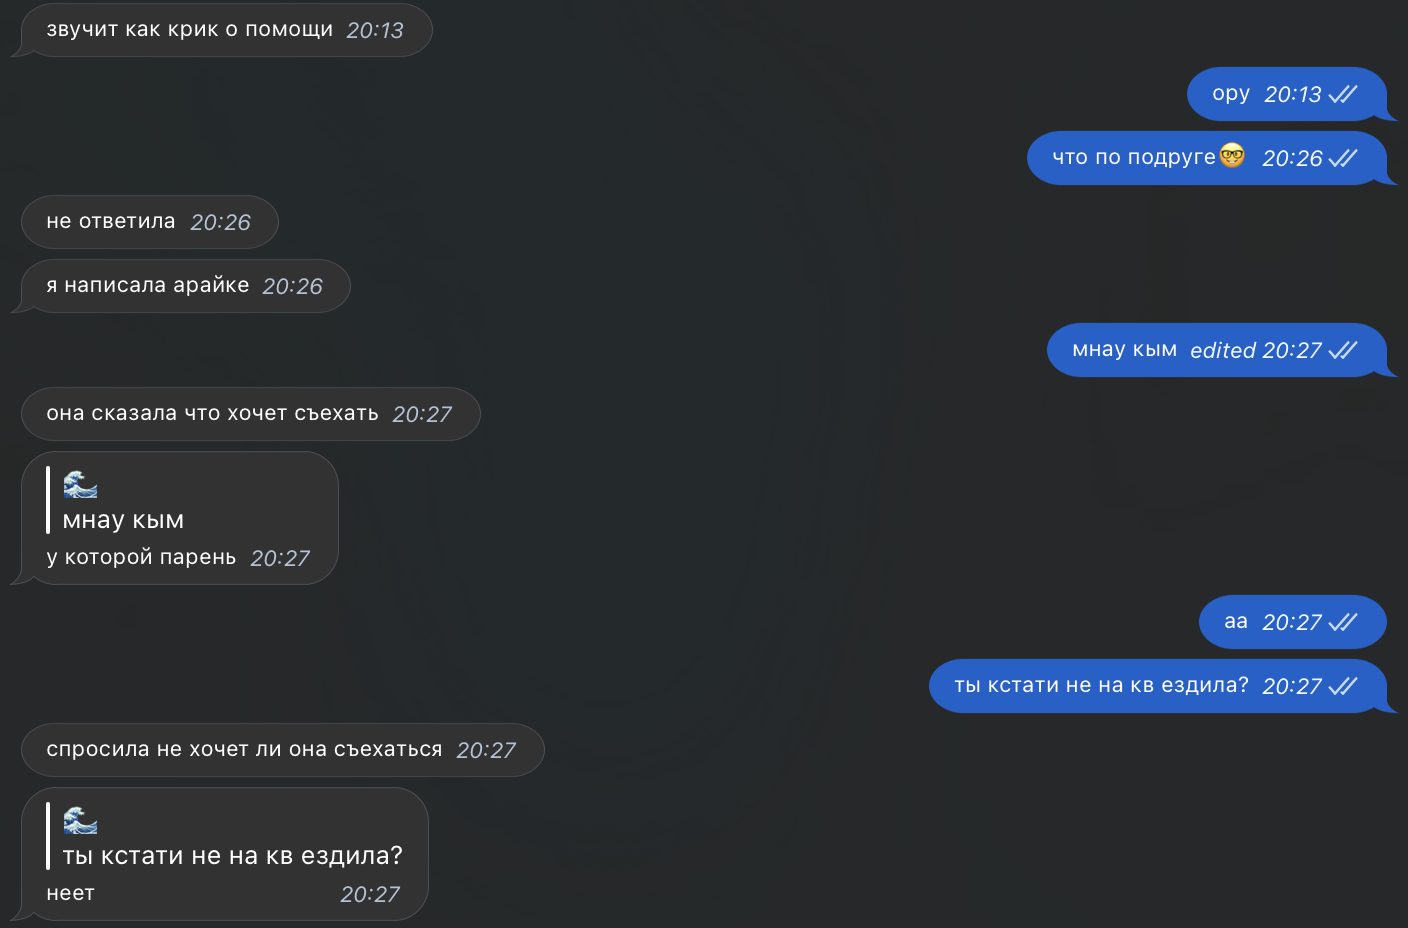 звучит как крик о помощи 20:13
ору 20:13
что по подруге🤓 20:26
не ответила 20:26
я написала арайке 20:26
мнау кым edited 20:27
она сказала что хочет съехать 20:27
🌊
мнау кым
у которой парень 20:27
аа 20:27
ты кстати не на кв ездила? 20:27
спросила не хочет ли она съехаться 20:27
🌊
ты кстати не на кв ездила?
неет 20:27